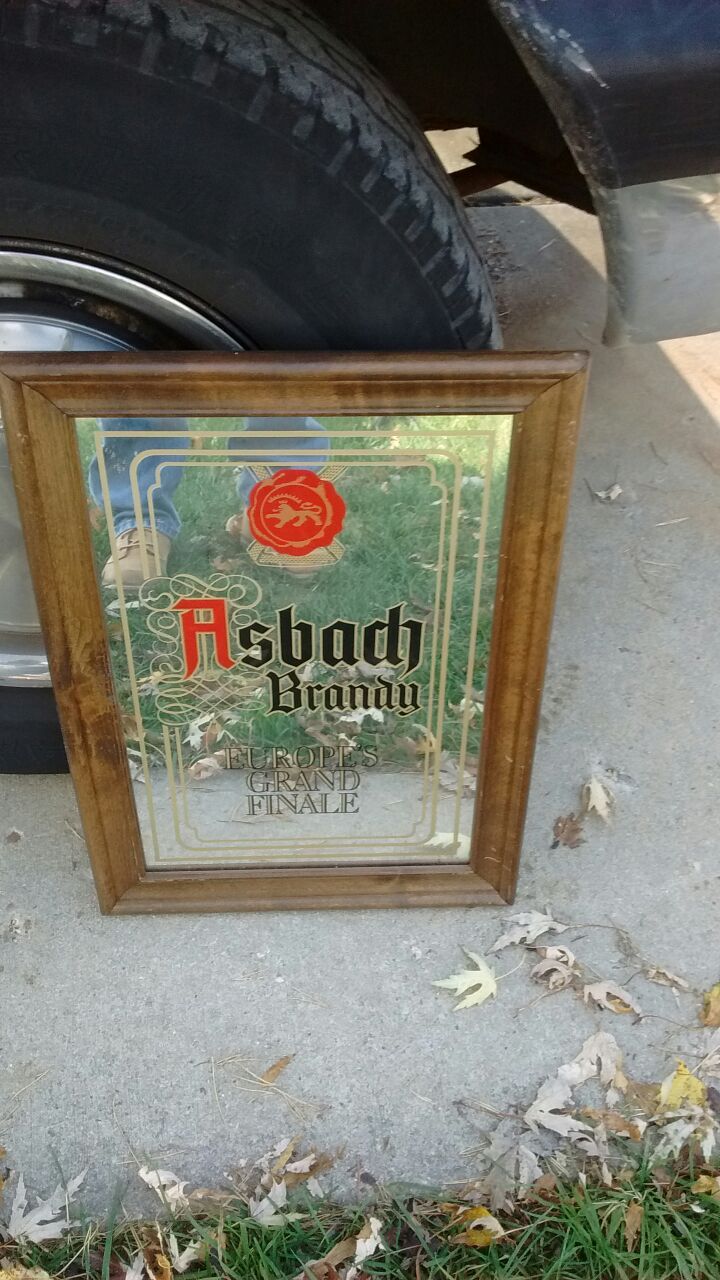 Asbach
Brandy
EUROPE'S
GRAND
FINALE